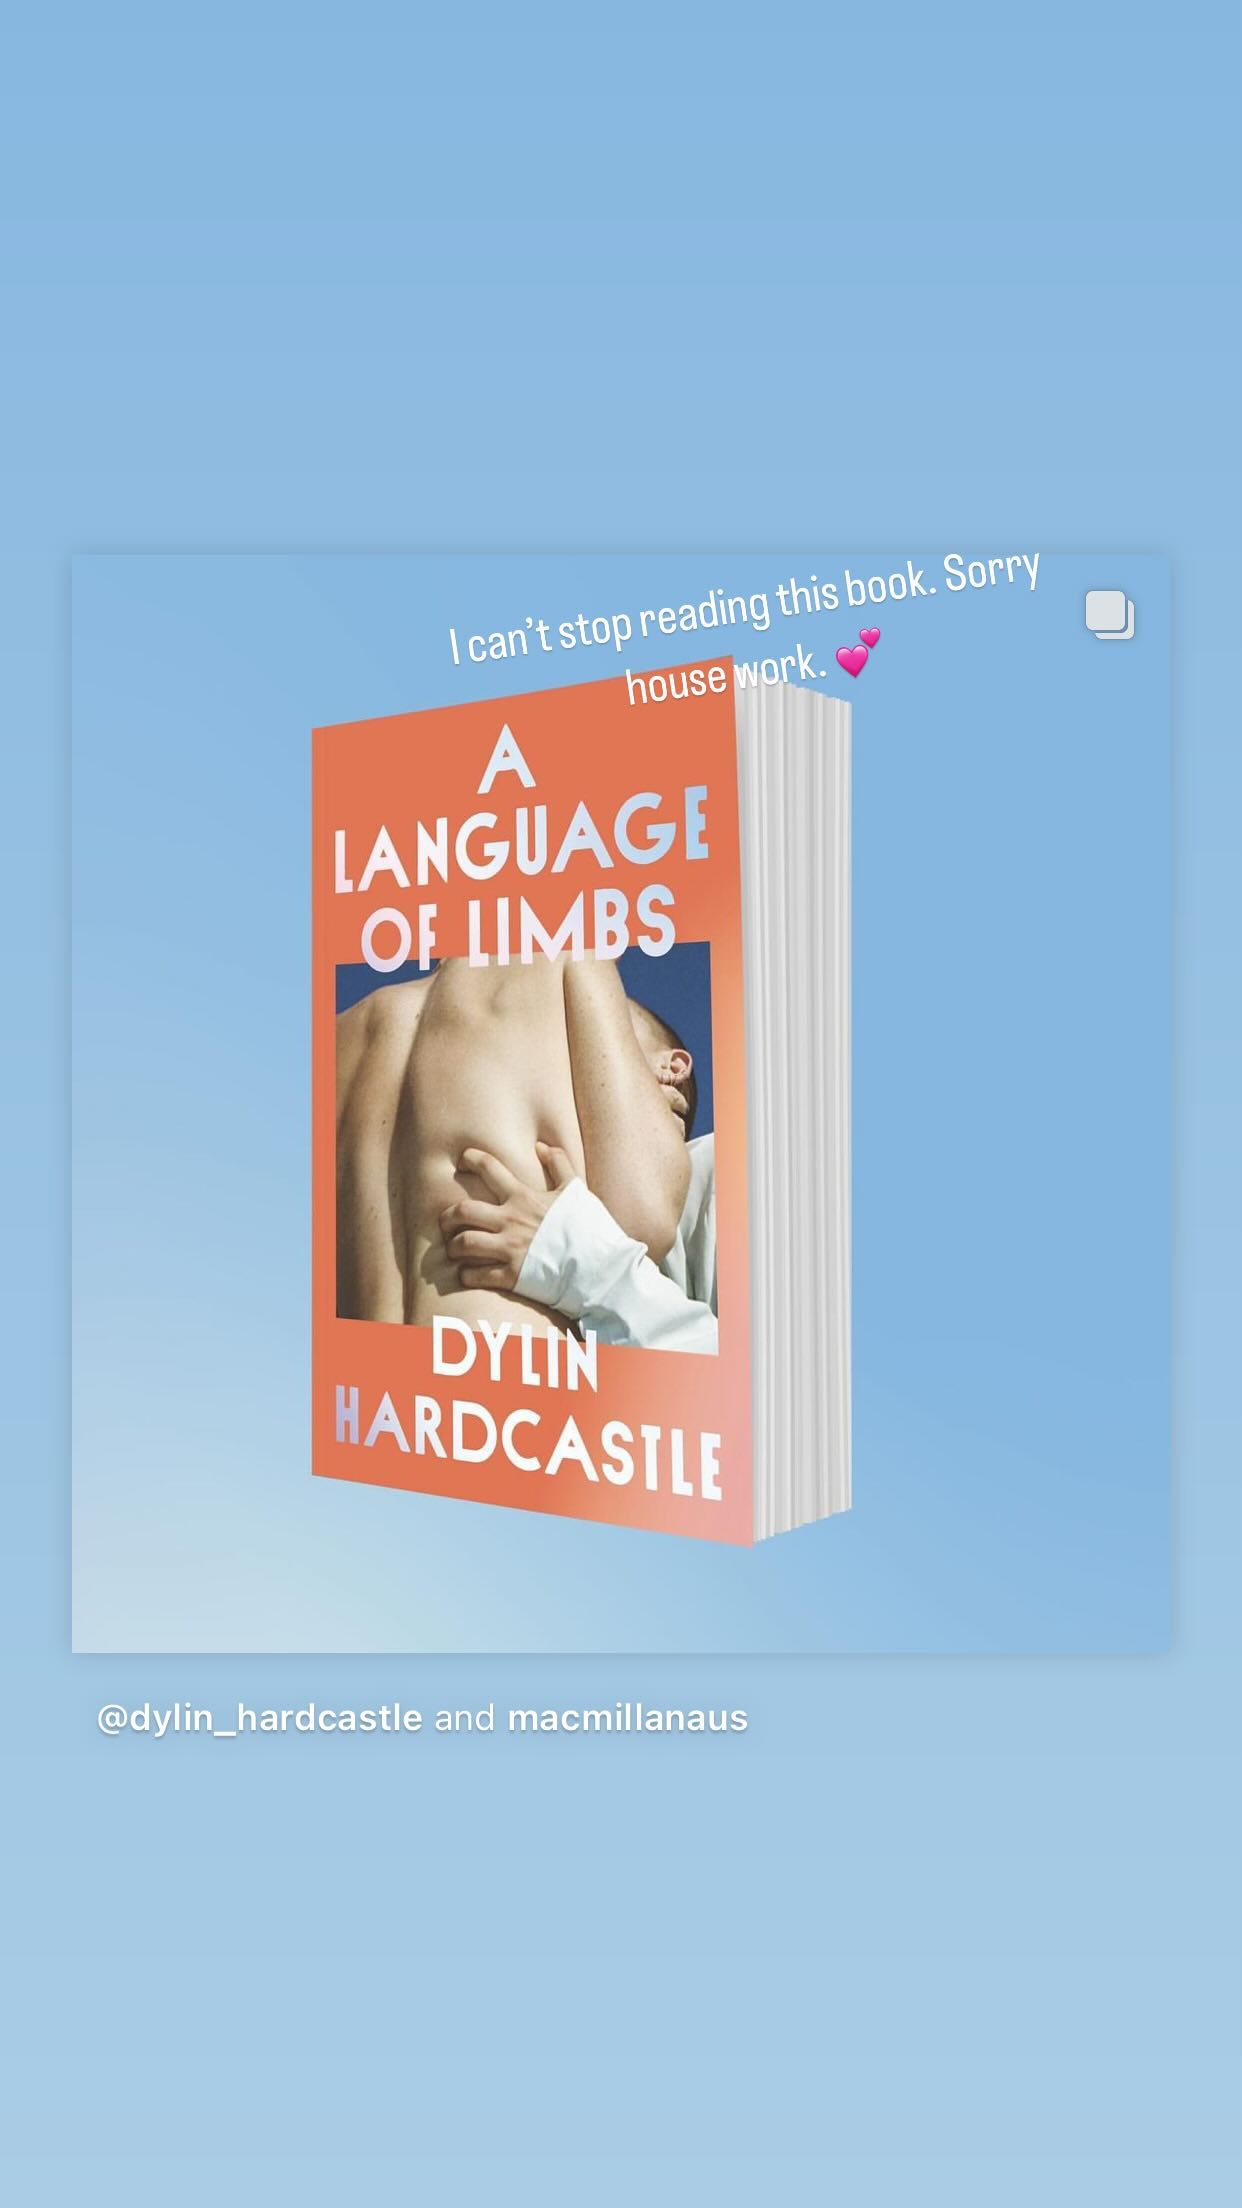 I can’t stop reading this book. Sorry
house work. 💕
A
LANGUAGE
OF LIMBS
DYLIN
HARDCASTLE
@dylin_hardcastle and macmillanaus